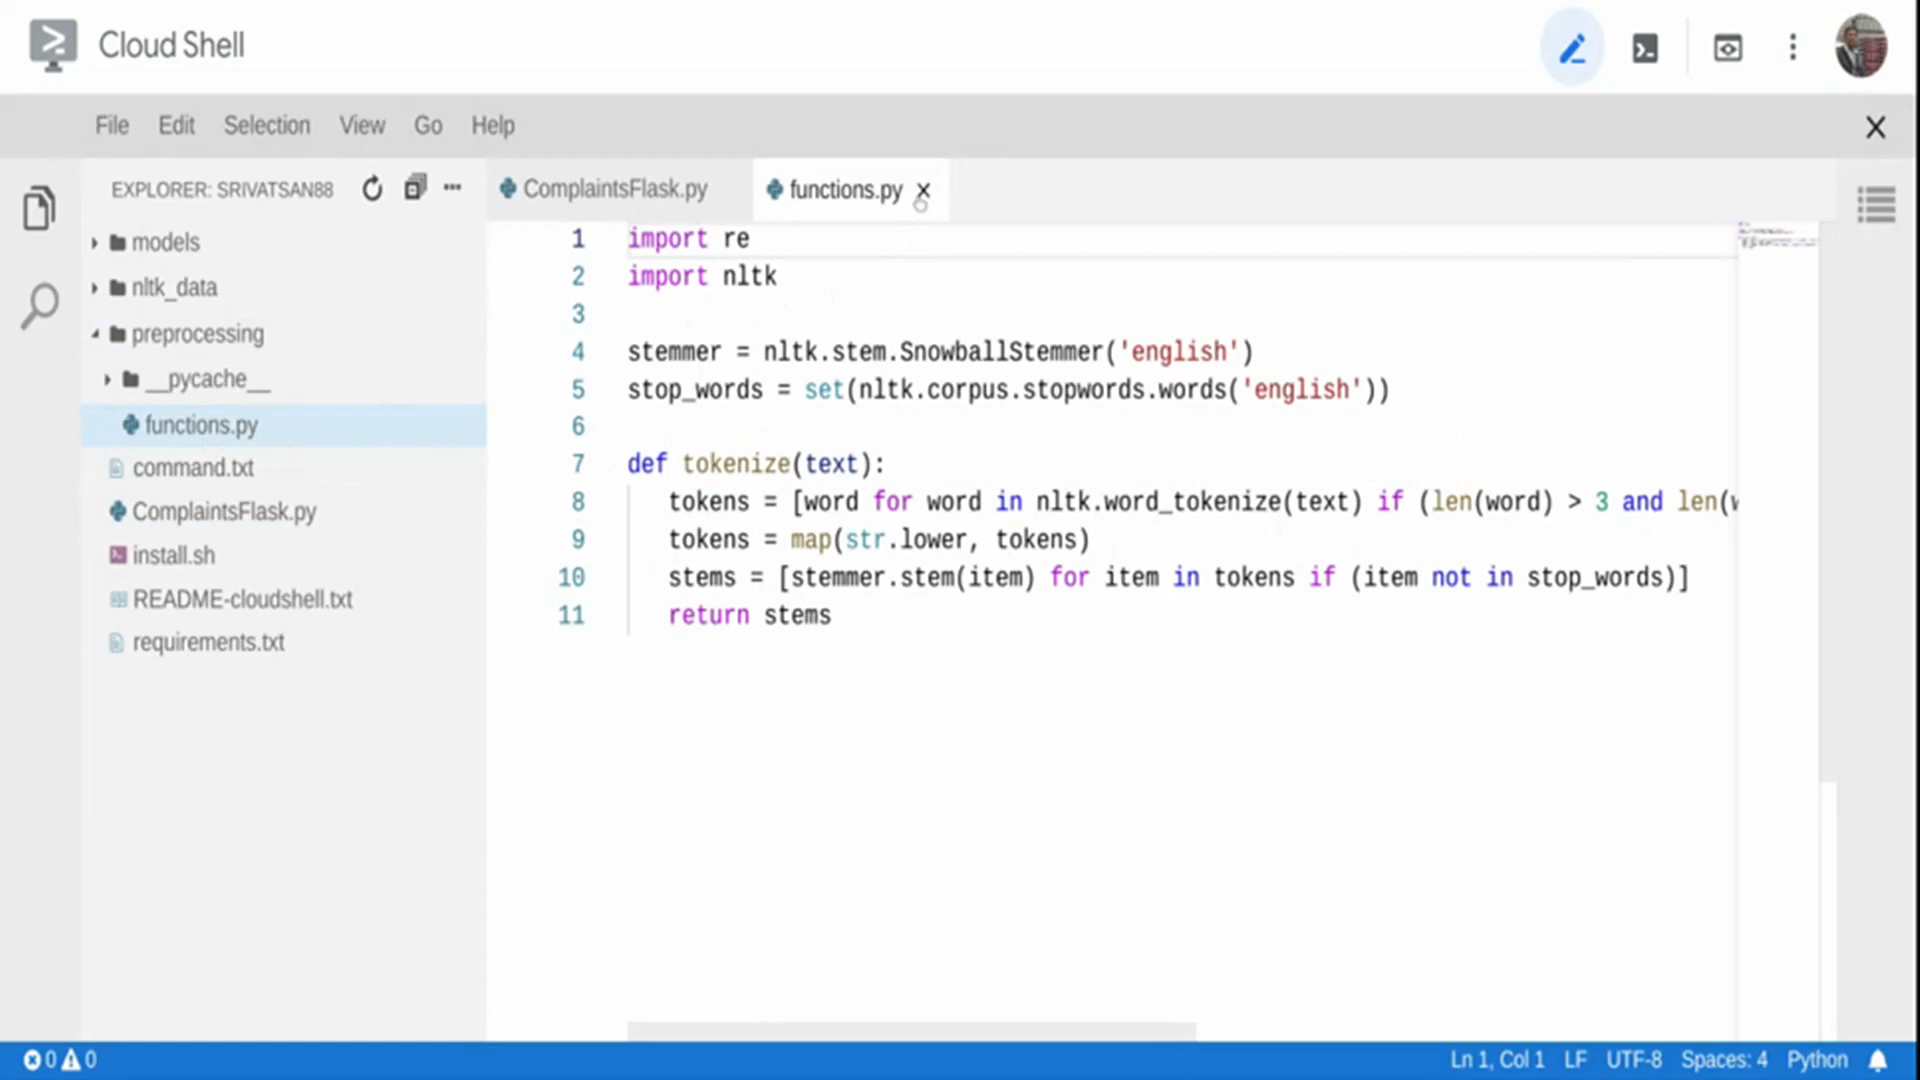 Cloud Shell
File Edit Selection View Go Help
EXPLORER: SRIVATSAN88
models
nltk_data
preprocessing
__pycache__
functions.py
command.txt
ComplaintsFlask.py
install.sh
README-cloudshell.txt
requirements.txt
ComplaintsFlask.py functions.py
1 import re
2 import nltk
3
4 stemmer = nltk.stem.SnowballStemmer('english')
5 stop_words = set(nltk.corpus.stopwords.words('english'))
6
7 def tokenize(text):
8 tokens = [word for word in nltk.word_tokenize(text) if (len(word) > 3 and len(w
9 tokens = map(str.lower, tokens)
10 stems = [stemmer.stem(item) for item in tokens if (item not in stop_words)]
11 return stems
0 0
Ln 1, Col 1 LF UTF-8 Spaces: 4 Python